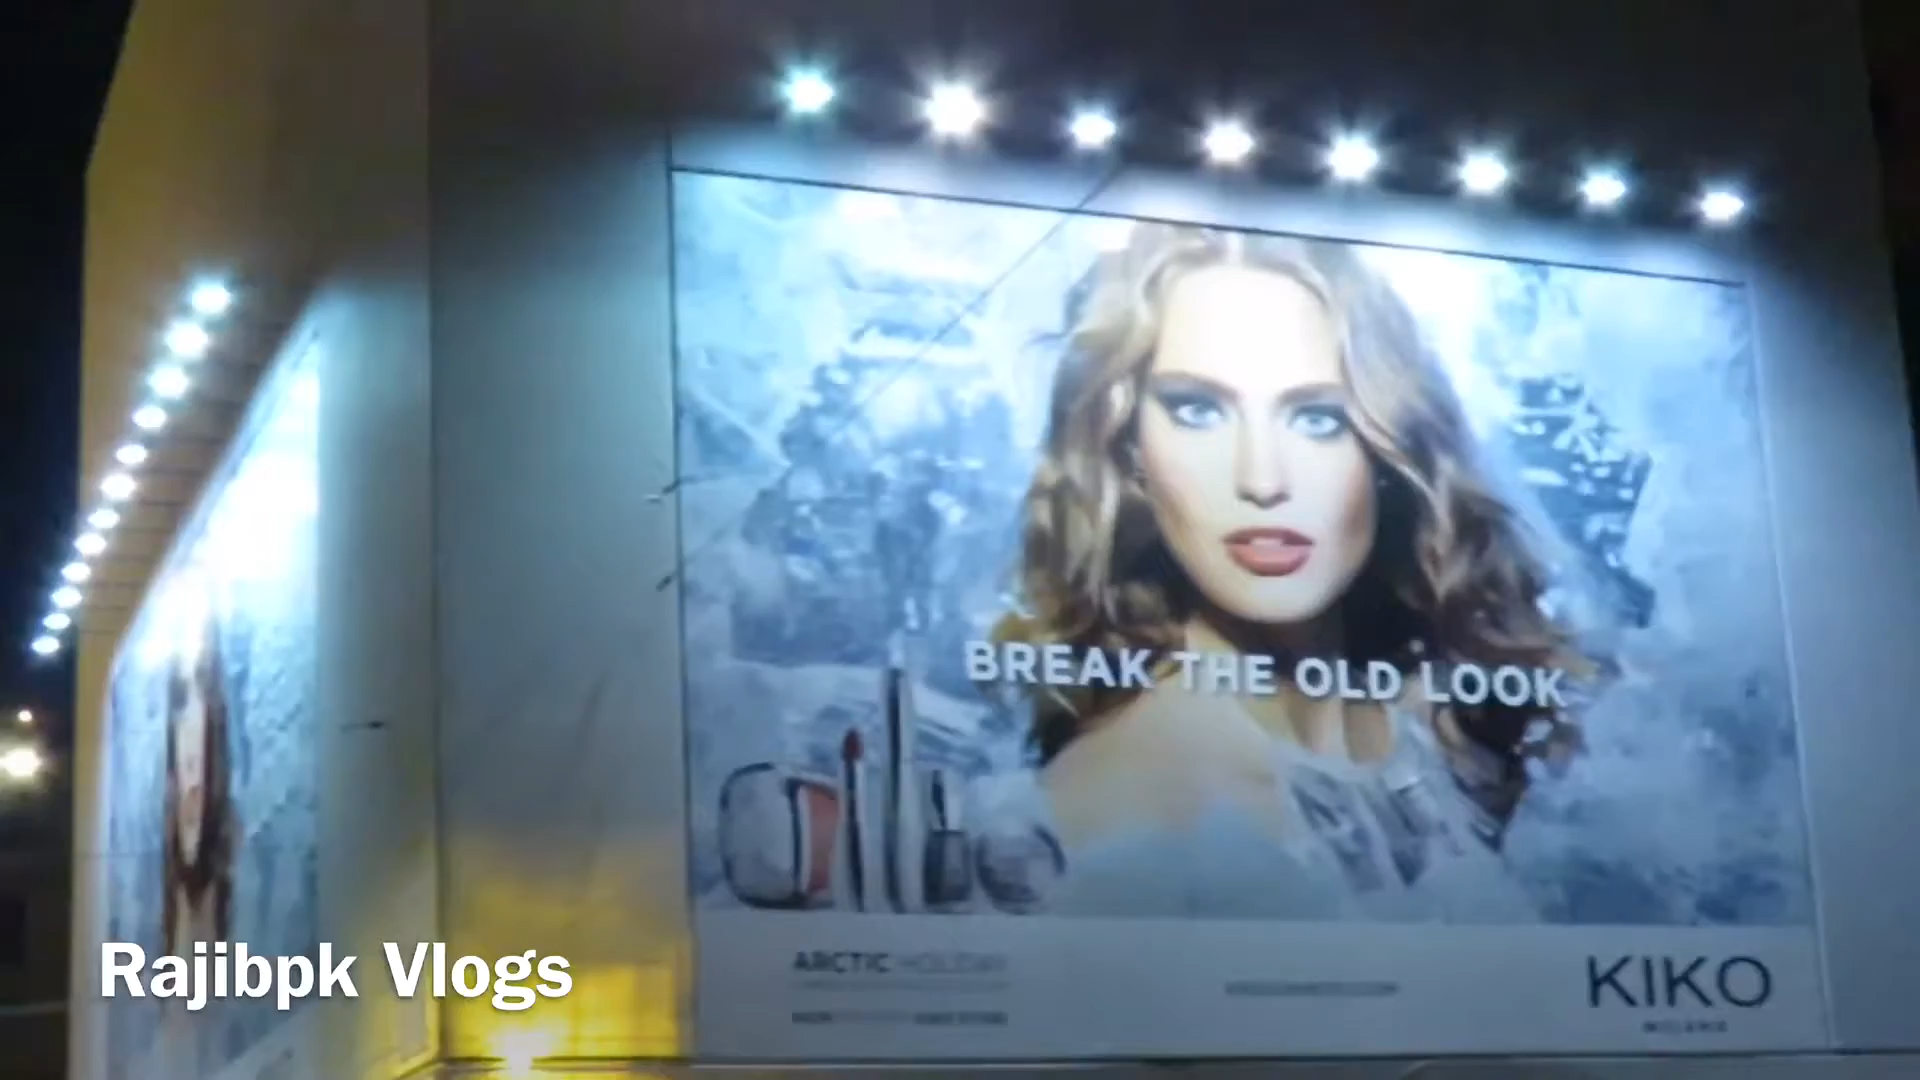 BREAK THE OLD LOOK
ARCTIC HOLIDAY
KIKO
MILANO
Rajibpk Vlogs